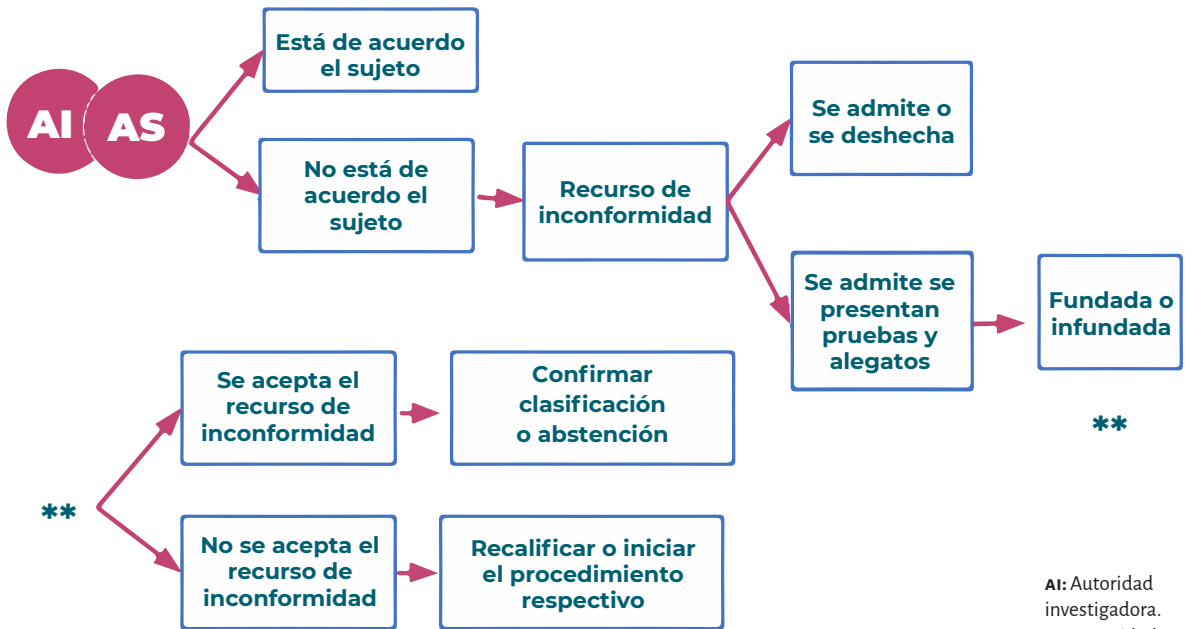 AI
AS
Está de acuerdo
el sujeto
No está de
acuerdo el
sujeto
Recurso de
inconformidad
Se admite o
se deshecha
Se admite se
presentan
pruebas y
alegatos
Fundada o
infundada
**
**
Se acepta el
recurso de
inconformidad
Confirmar
clasificación
o abstención
No se acepta el
recurso de
inconformidad
Recalificar o iniciar
el procedimiento
respectivo
AI: Autoridad
investigadora.